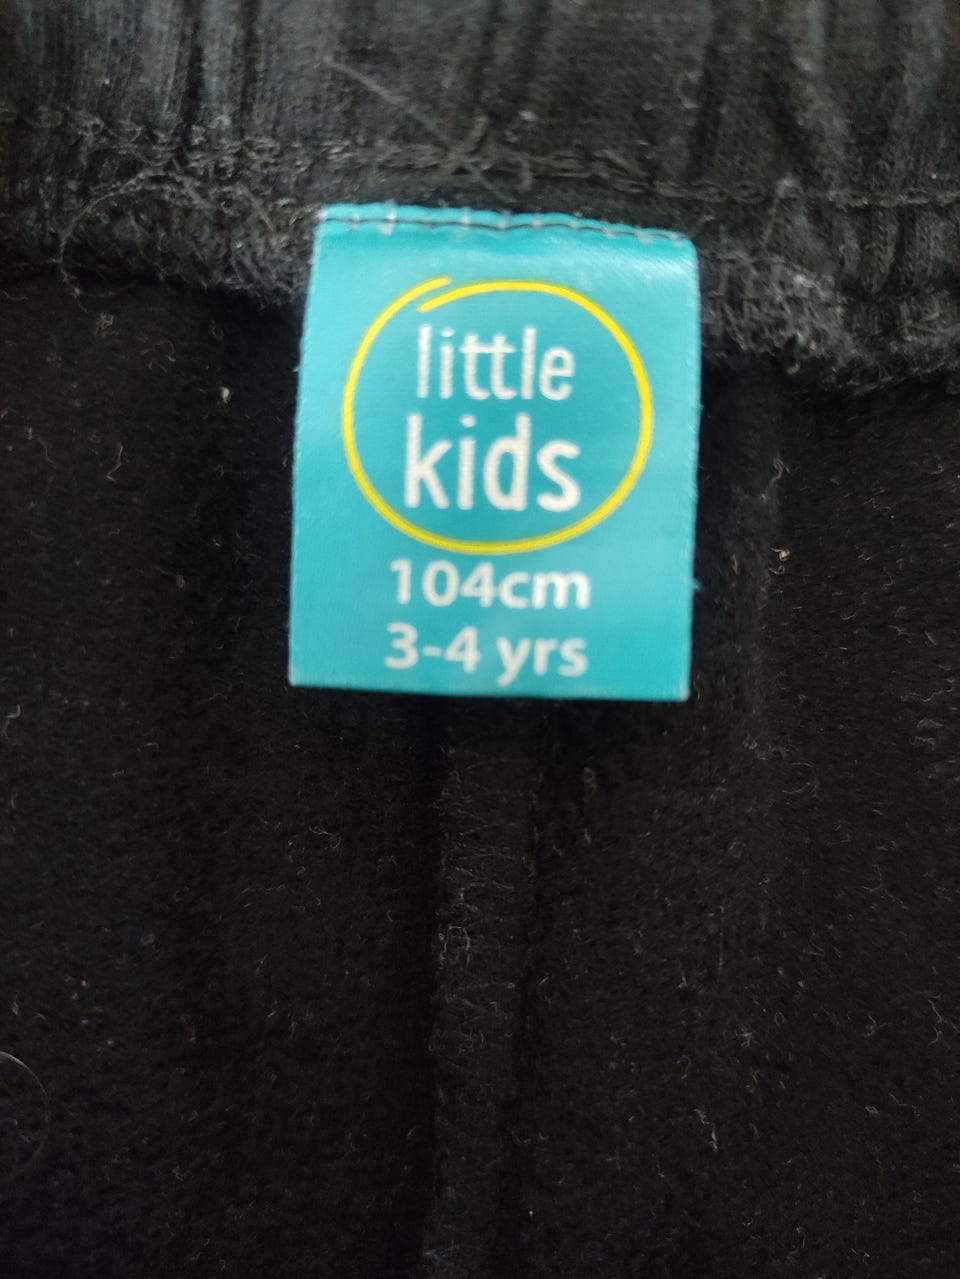 little
kids
104cm
3-4 yrs